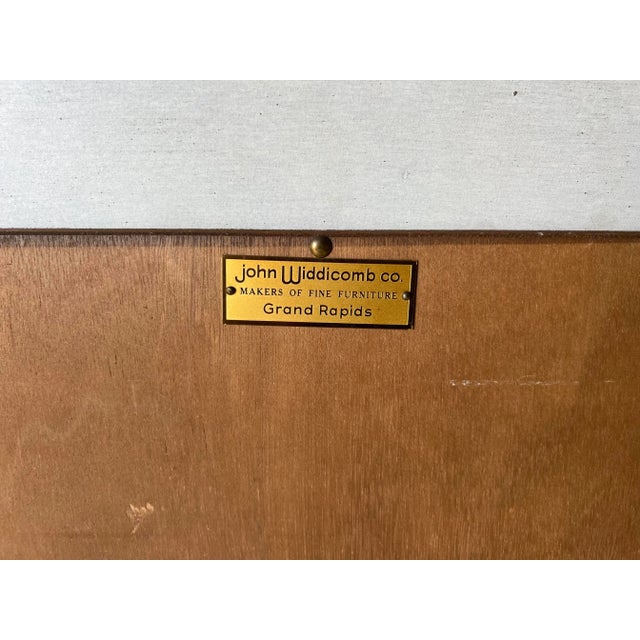 john Widdicomb co.
MAKERS OF FINE FURNITURE
Grand Rapids